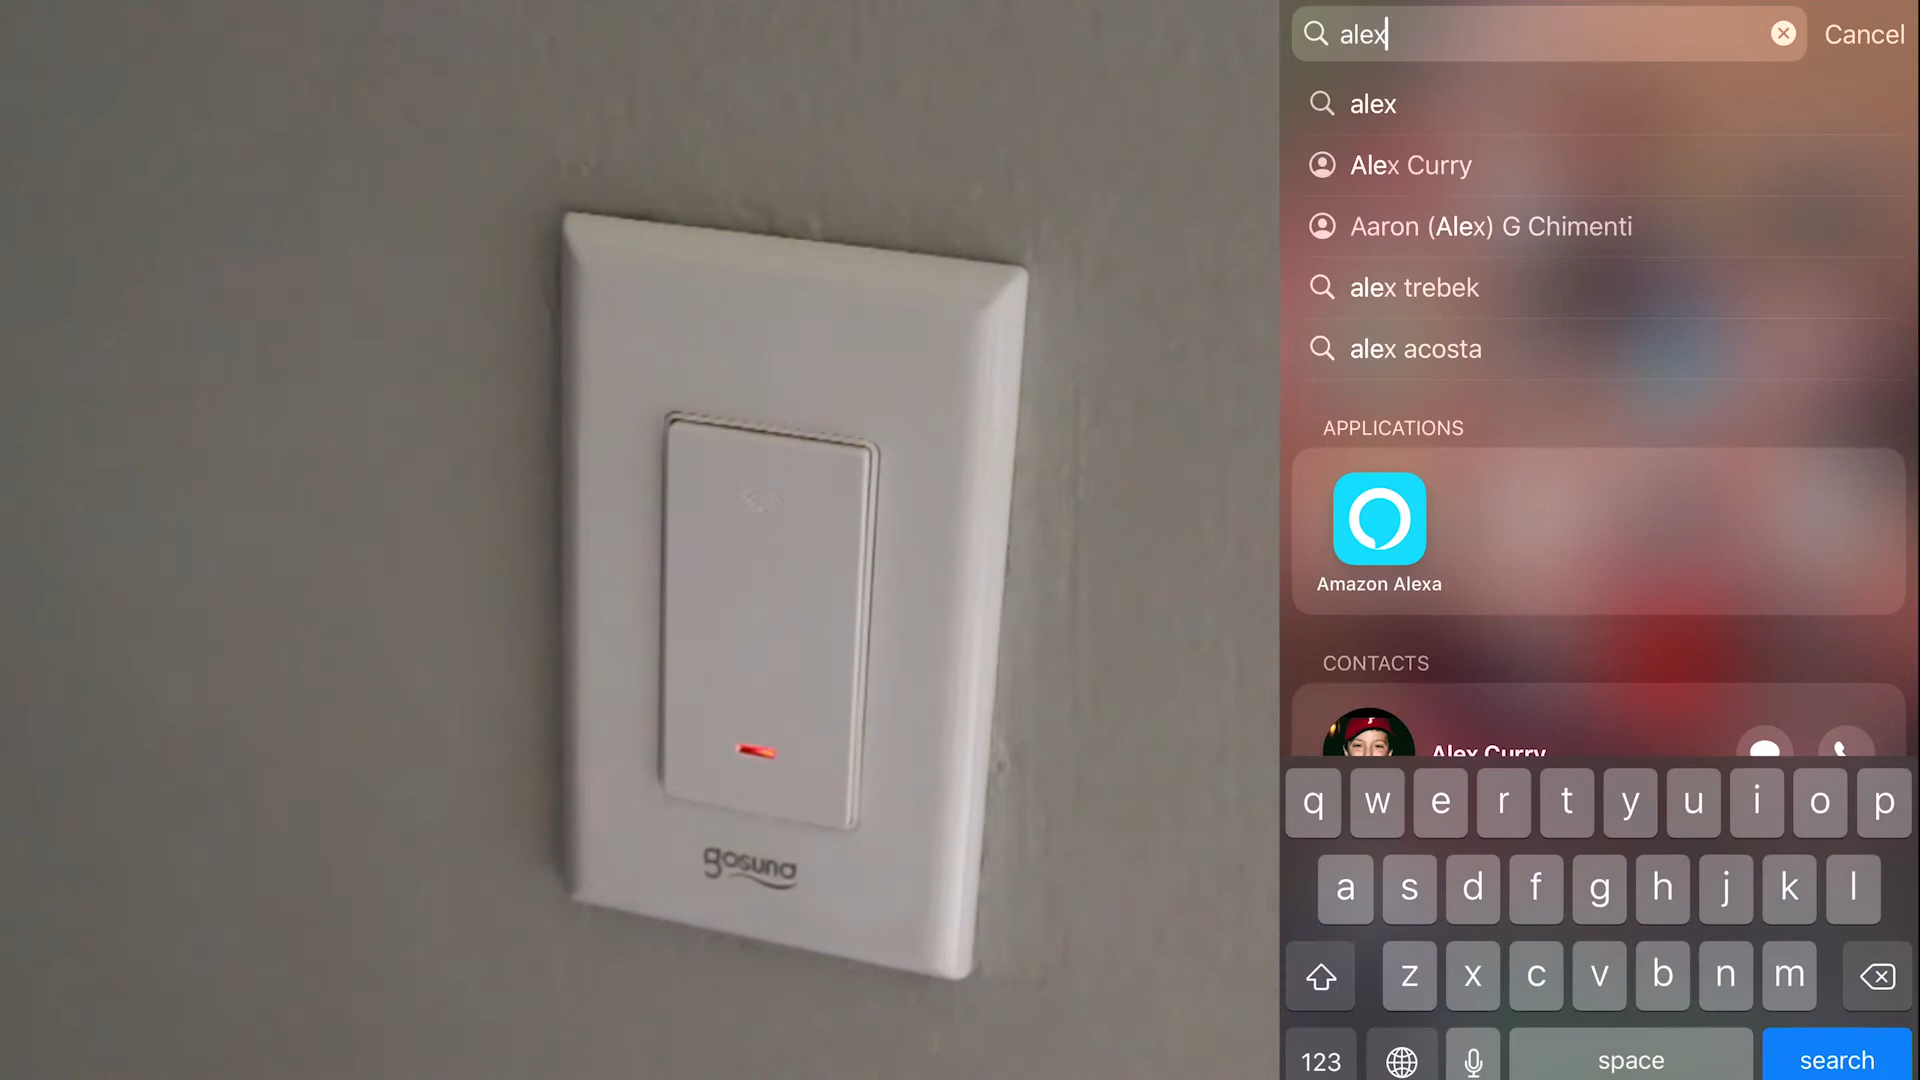 gosund
alex
Cancel
alex
Alex Curry
Aaron (Alex) G Chimenti
alex trebek
alex acosta
APPLICATIONS
Amazon Alexa
CONTACTS
Alex Curry
q w e r t y u i o p
a s d f g h j k l
z x c v b n m
123 space search